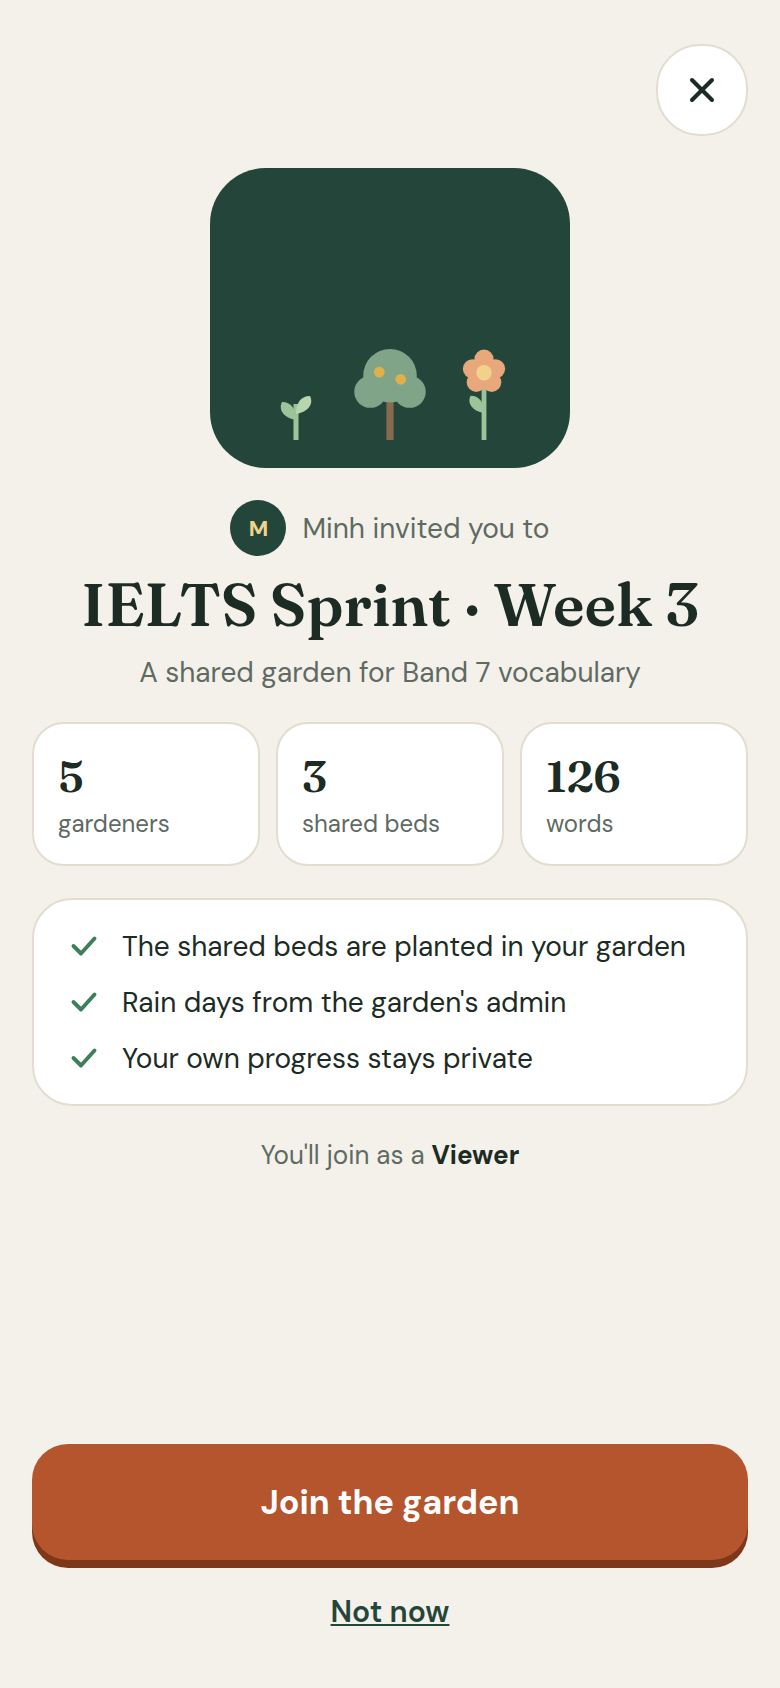 M
Minh invited you to
IELTS Sprint · Week 3
A shared garden for Band 7 vocabulary
5
gardeners
3
shared beds
126
words
The shared beds are planted in your garden
Rain days from the garden's admin
Your own progress stays private
You'll join as a Viewer
Join the garden
Not now